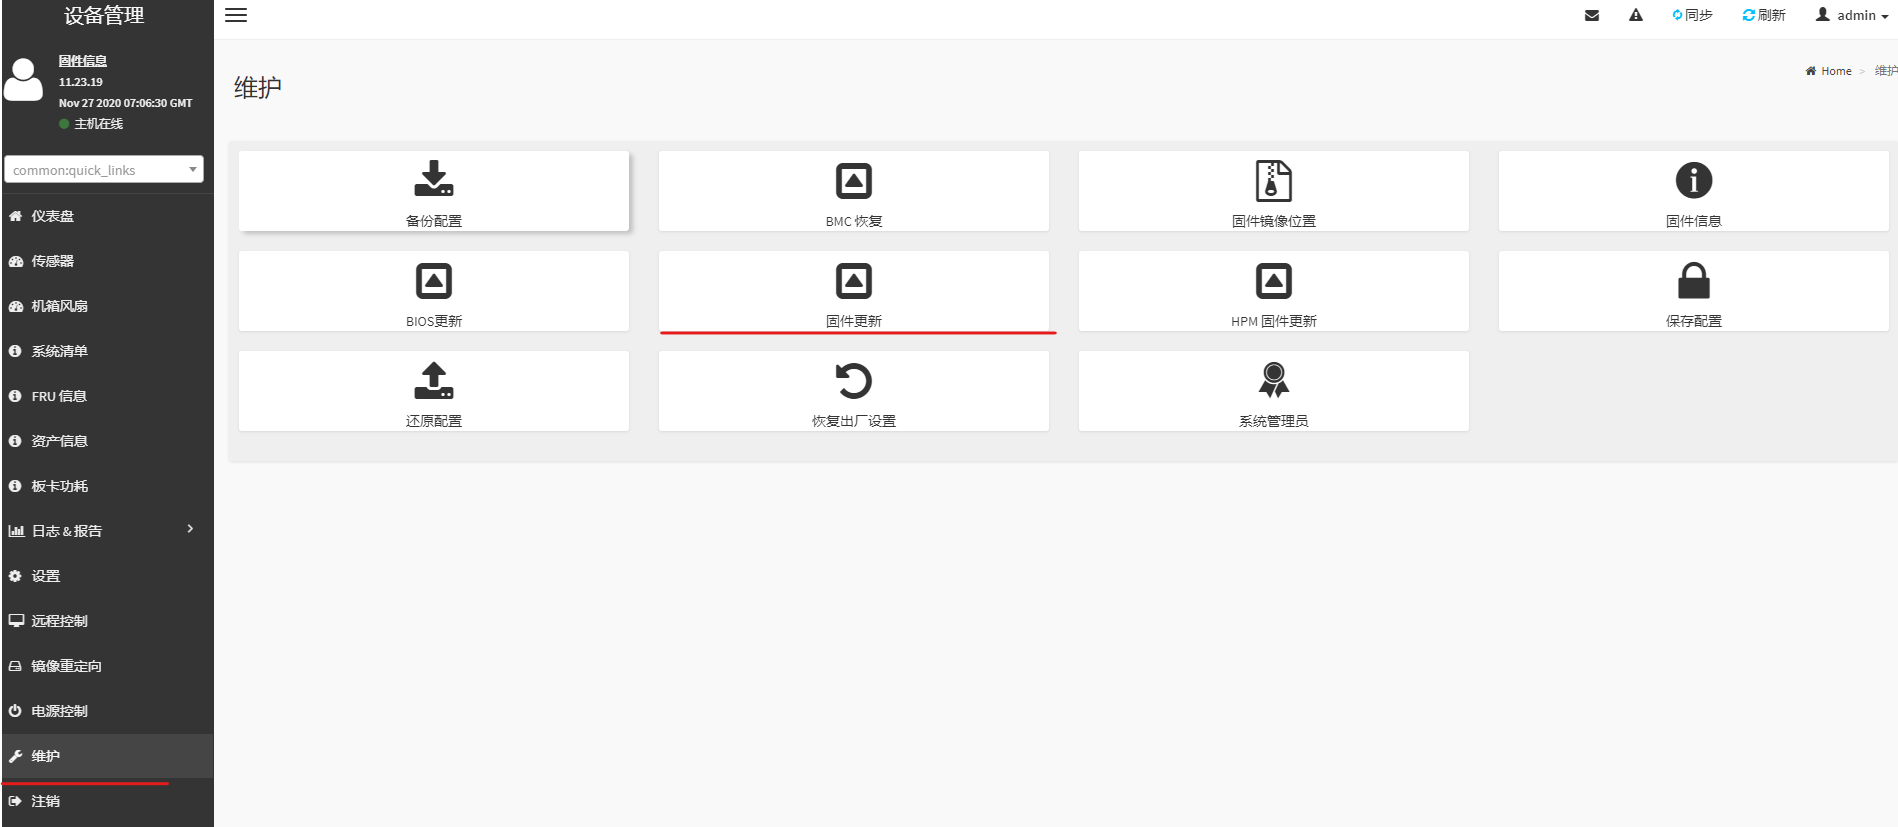 设备管理
同步
刷新
admin
固件信息
11.23.19
Nov 27 2020 07:06:30 GMT
主机在线
common:quick_links
仪表盘
传感器
机箱风扇
系统清单
FRU 信息
资产信息
板卡功耗
日志 & 报告
设置
远程控制
镜像重定向
电源控制
维护
注销
维护
Home > 维护
备份配置
BMC 恢复
固件镜像位置
固件信息
BIOS更新
固件更新
HPM 固件更新
保存配置
还原配置
恢复出厂设置
系统管理员